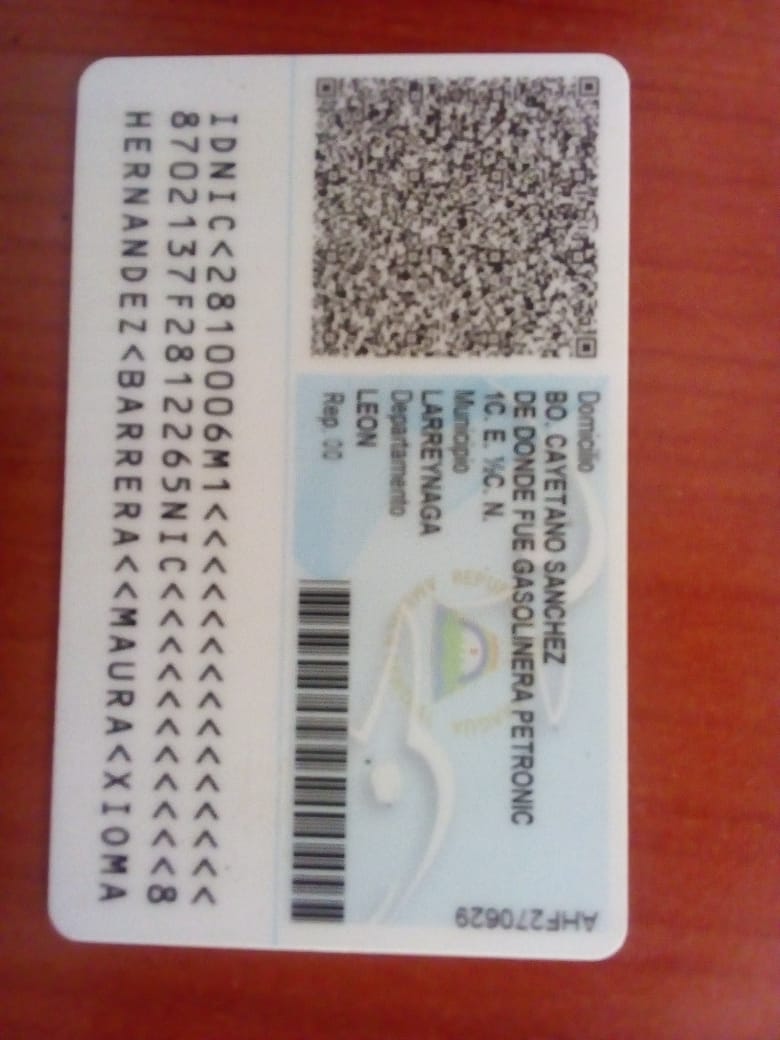 Domicilio
BO. CAYETANO SANCHEZ
DE DONDE FUE GASOLINERA PETRONIC
1C. E. ½C. N.
Municipio
LARREYNAGA
Departamento
LEON
Rep. 00
AHF270629
IDNIC<2810006M1<<<<<<<<<<<<<<<
8702137F2812265NIC<<<<<<<<<<<8
HERNANDEZ<BARRERA<<MAURA<XIOMA